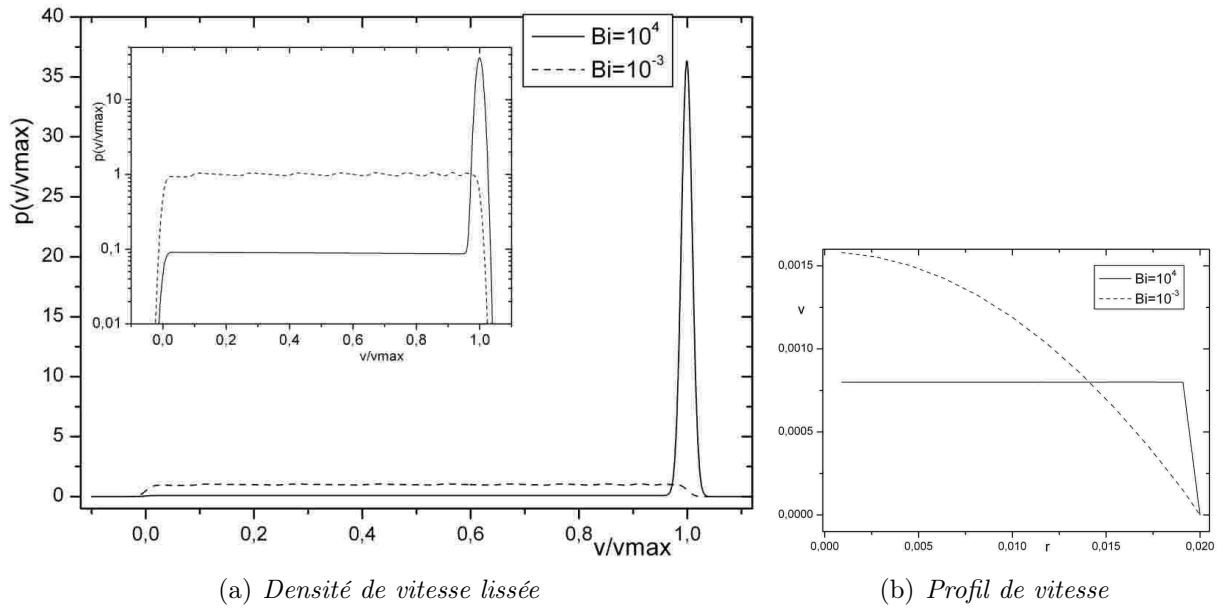 40
35
30
25
20
15
10
5
0
p(v/vmax)
0,0 0,2 0,4 0,6 0,8 1,0
v/vmax
Bi=10⁴
Bi=10⁻³
10
1
0,1
0,01
p(v/vmax)
0,0 0,2 0,4 0,6 0,8 1,0
v/vmax
(a) Densité de vitesse lissée
0,0015
0,0010
0,0005
0,0000
v
Bi=10⁴
Bi=10⁻³
0,000 0,005 0,010 0,015 0,020
r
(b) Profil de vitesse